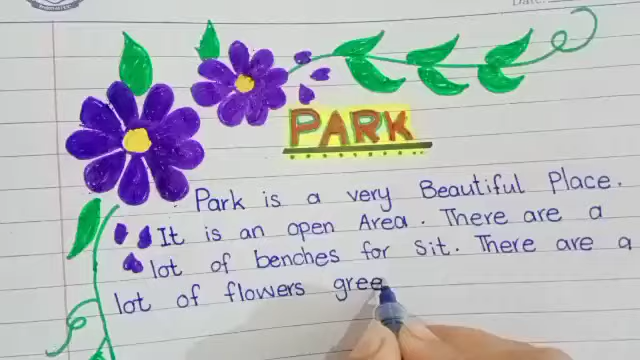 PARK
Park is a very Beautiful Place.
It is an open Area. There are a
lot of benches for Sit. There are a
lot of flowers gree